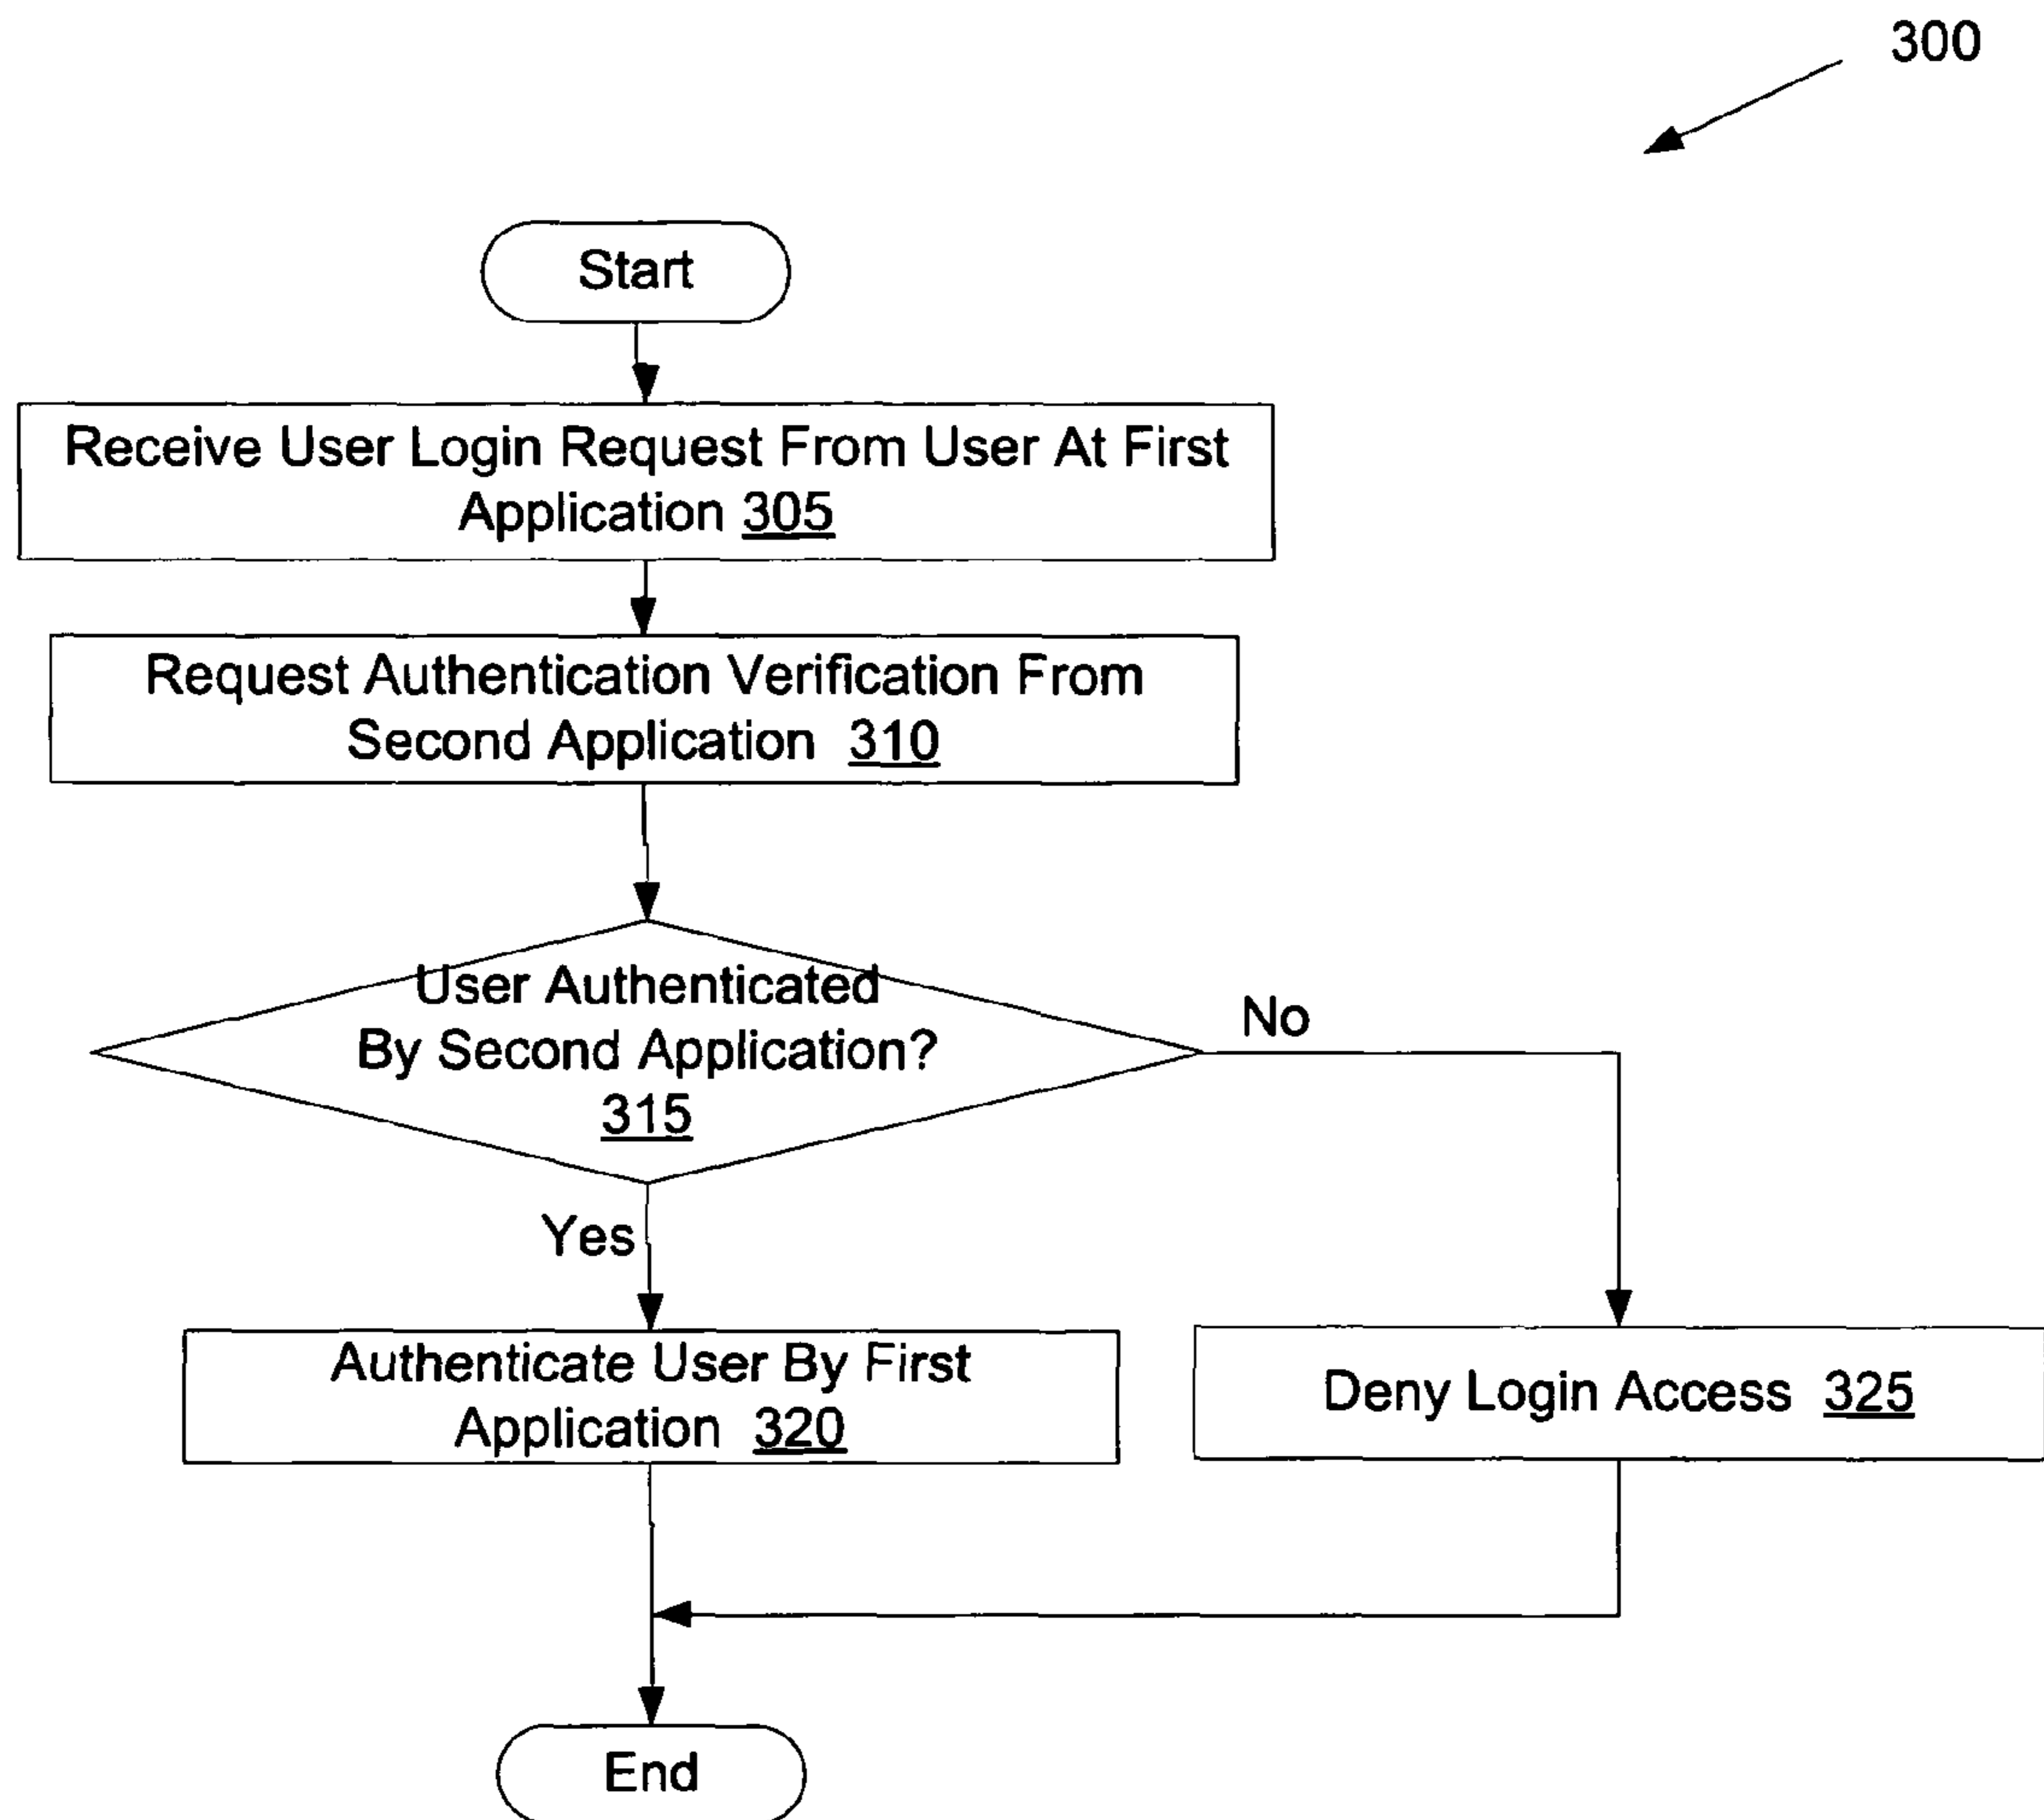 300
Start
Receive User Login Request From User At First
Application 305
Request Authentication Verification From
Second Application 310
User Authenticated
By Second Application?
315
No
Yes
Authenticate User By First
Application 320
Deny Login Access 325
End